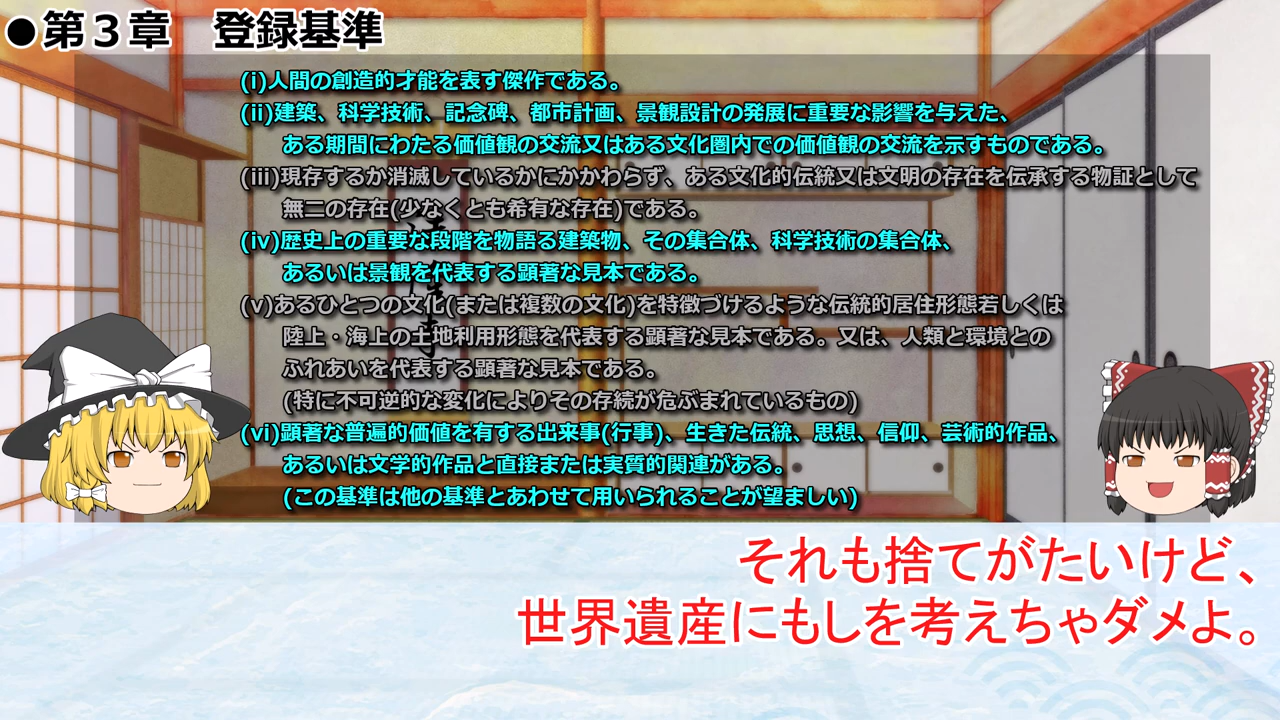 ●第３章　登録基準
(i)人間の創造的才能を表す傑作である。
(ii)建築、科学技術、記念碑、都市計画、景観設計の発展に重要な影響を与えた、
ある期間にわたる価値観の交流又はある文化圏内での価値観の交流を示すものである。
(iii)現存するか消滅しているかにかかわらず、ある文化的伝統又は文明の存在を伝承する物証として
無二の存在(少なくとも希有な存在)である。
(iv)歴史上の重要な段階を物語る建築物、その集合体、科学技術の集合体、
あるいは景観を代表する顕著な見本である。
(v)あるひとつの文化(または複数の文化)を特徴づけるような伝統的居住形態若しくは
陸上・海上の土地利用形態を代表する顕著な見本である。又は、人類と環境との
ふれあいを代表する顕著な見本である。
(特に不可逆的な変化によりその存続が危ぶまれているもの)
(vi)顕著な普遍的価値を有する出来事(行事)、生きた伝統、思想、信仰、芸術的作品、
あるいは文学的作品と直接または実質的関連がある。
(この基準は他の基準とあわせて用いられることが望ましい)
それも捨てがたいけど、
世界遺産にもしを考えちゃダメよ。